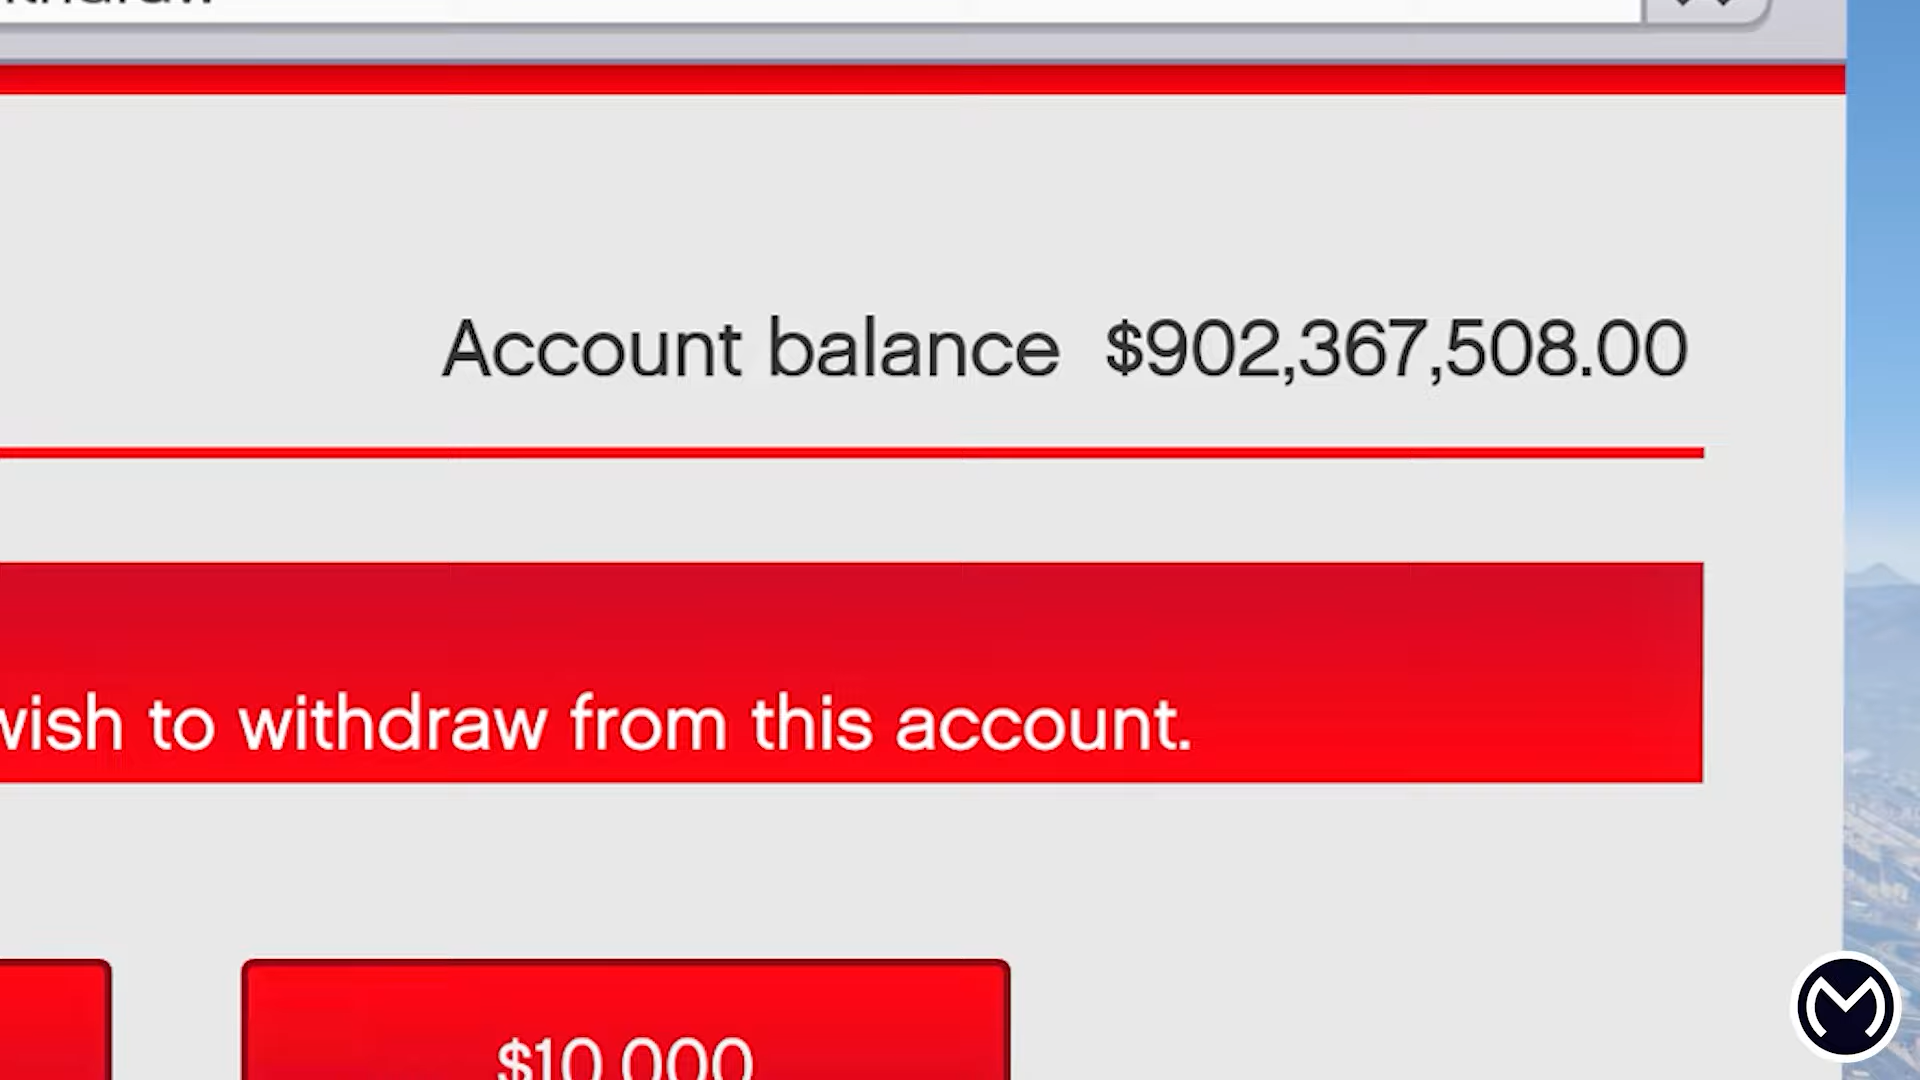 Account balance $902,367,508.00
wish to withdraw from this account.
$10,000